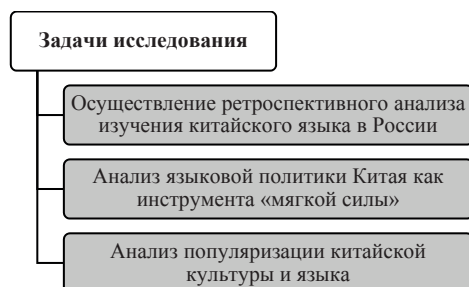 Задачи исследования
Осуществление ретроспективного анализа
изучения китайского языка в России
Анализ языковой политики Китая как
инструмента «мягкой силы»
Анализ популяризации китайской
культуры и языка